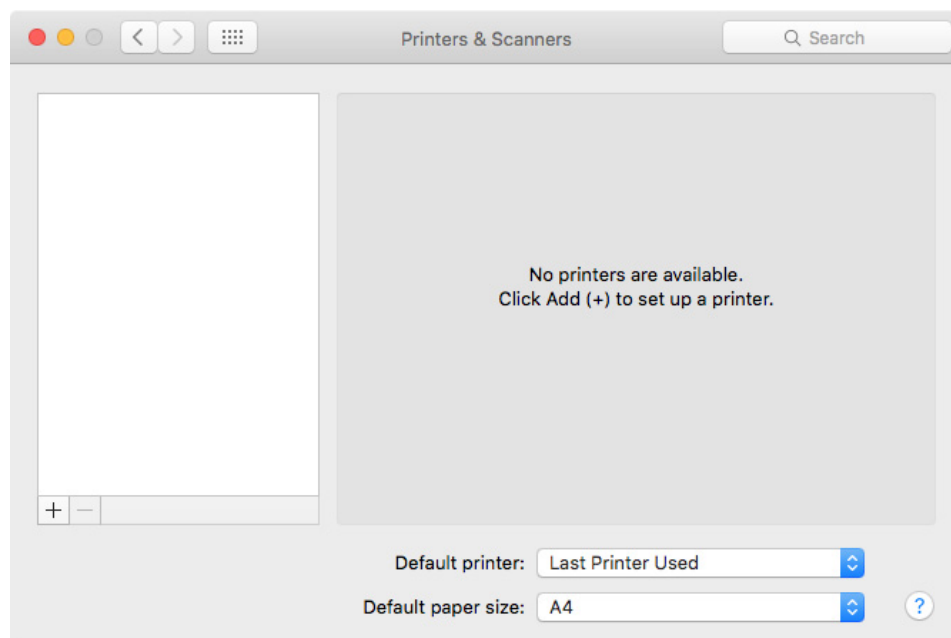 Printers & Scanners
Search
No printers are available.
Click Add (+) to set up a printer.
+ −
Default printer: Last Printer Used
Default paper size: A4
?